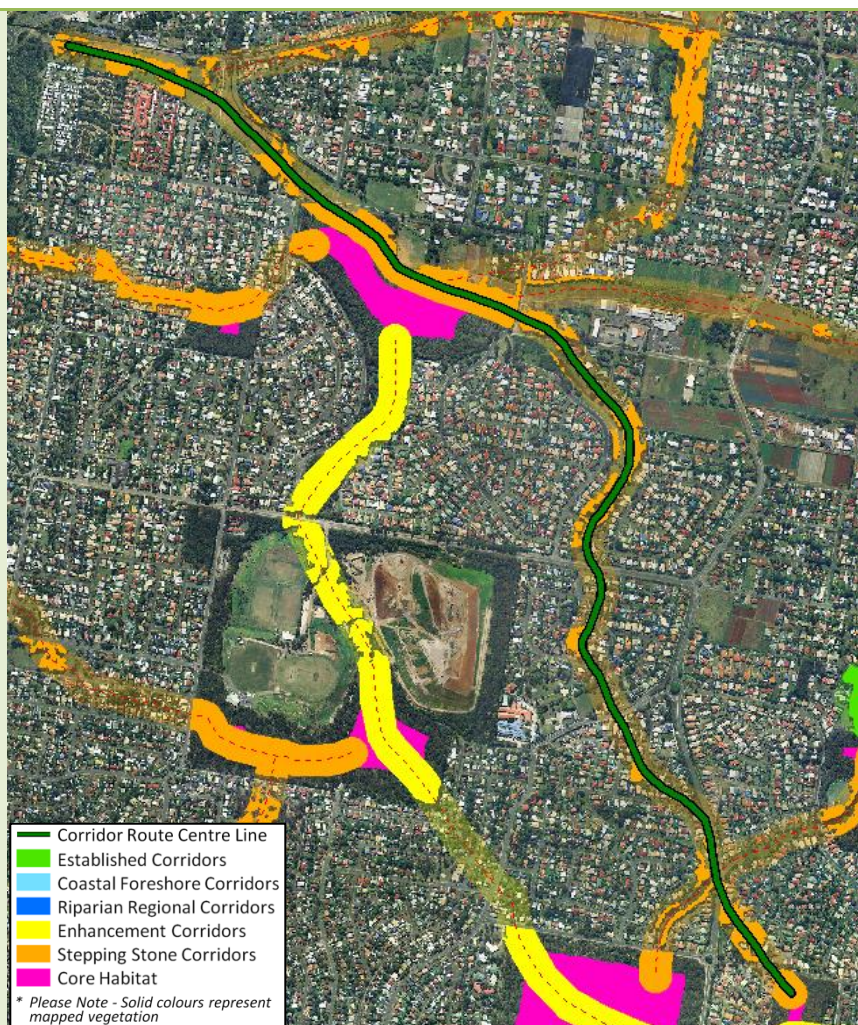 Corridor Route Centre Line
Established Corridors
Coastal Foreshore Corridors
Riparian Regional Corridors
Enhancement Corridors
Stepping Stone Corridors
Core Habitat
* Please Note - Solid colours represent
mapped vegetation